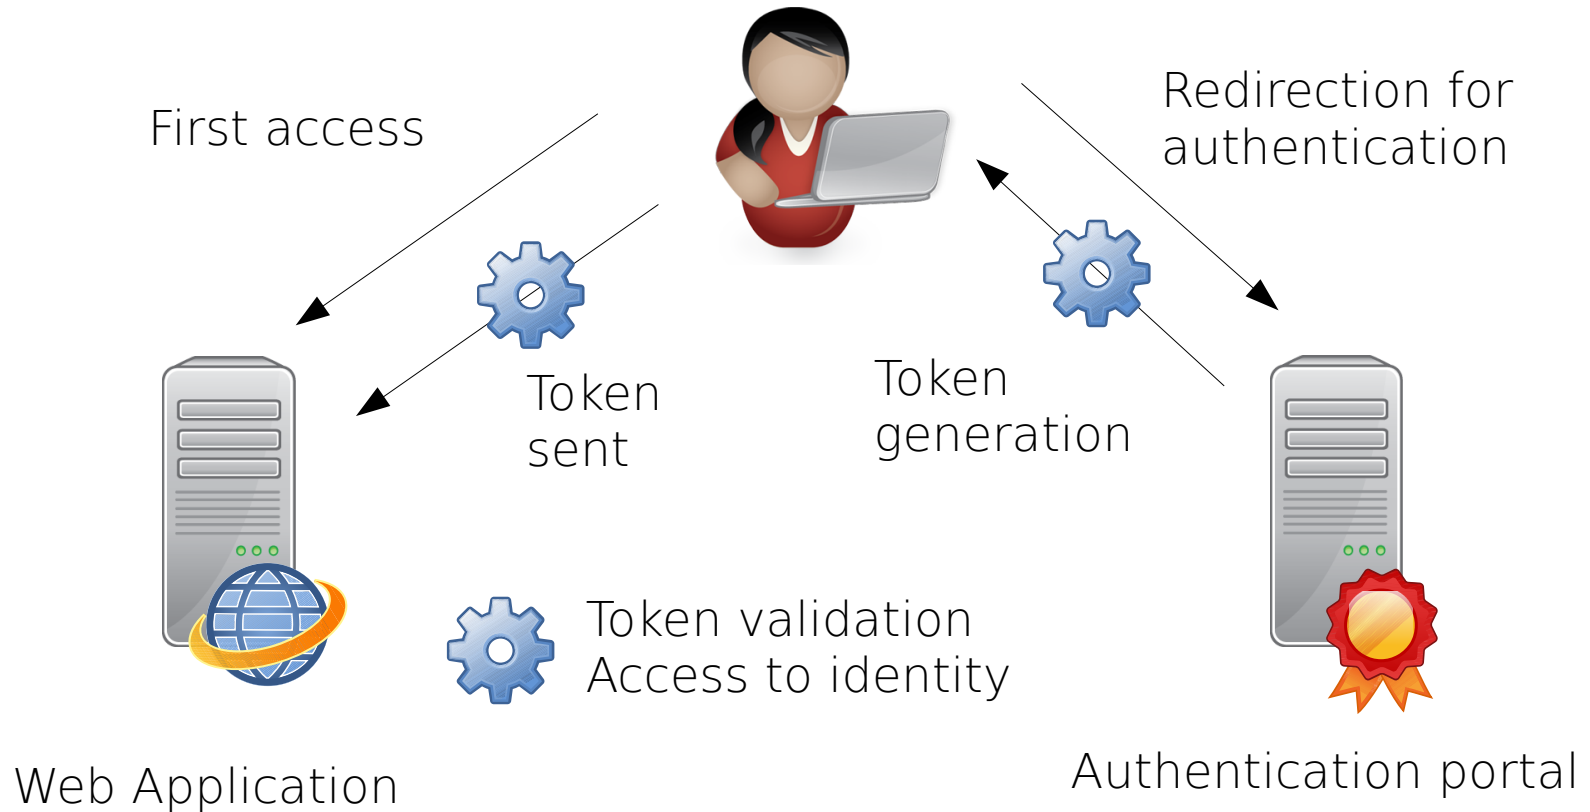 First access
Redirection for
authentication
Token
sent
Token
generation
Token validation
Access to identity
Web Application
Authentication portal